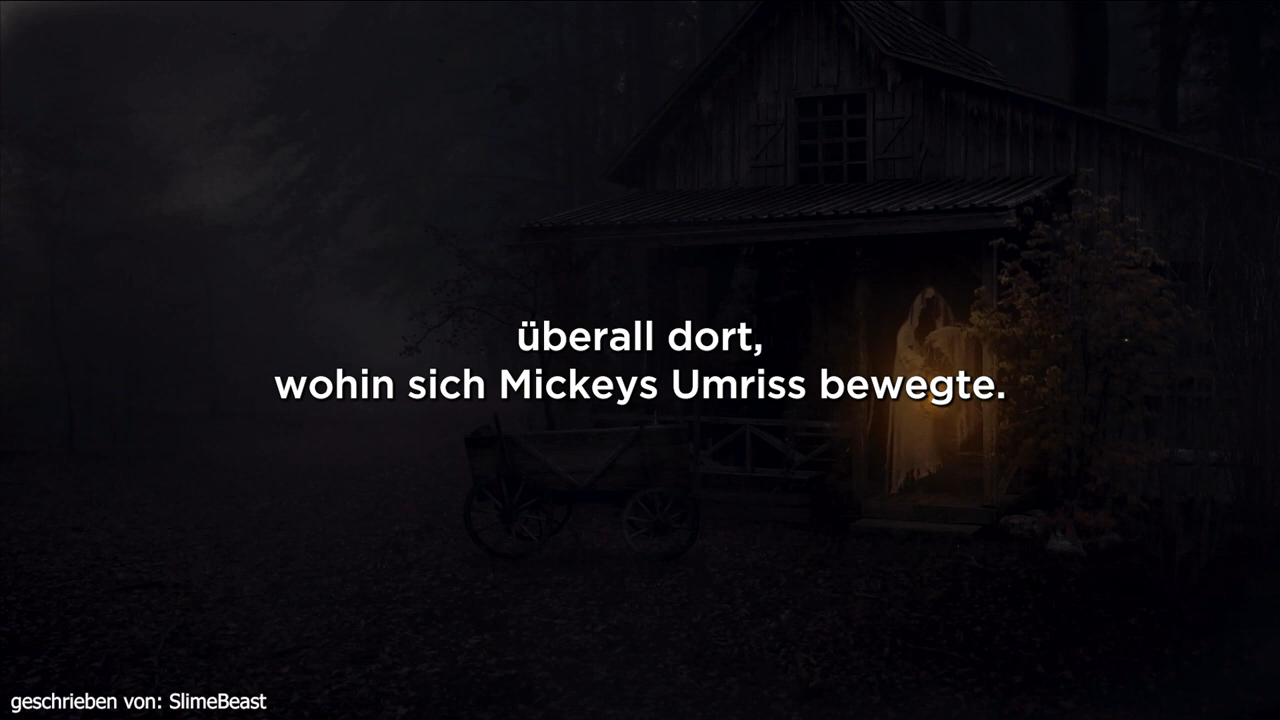 überall dort,
wohin sich Mickeys Umriss bewegte.
geschrieben von: SlimeBeast